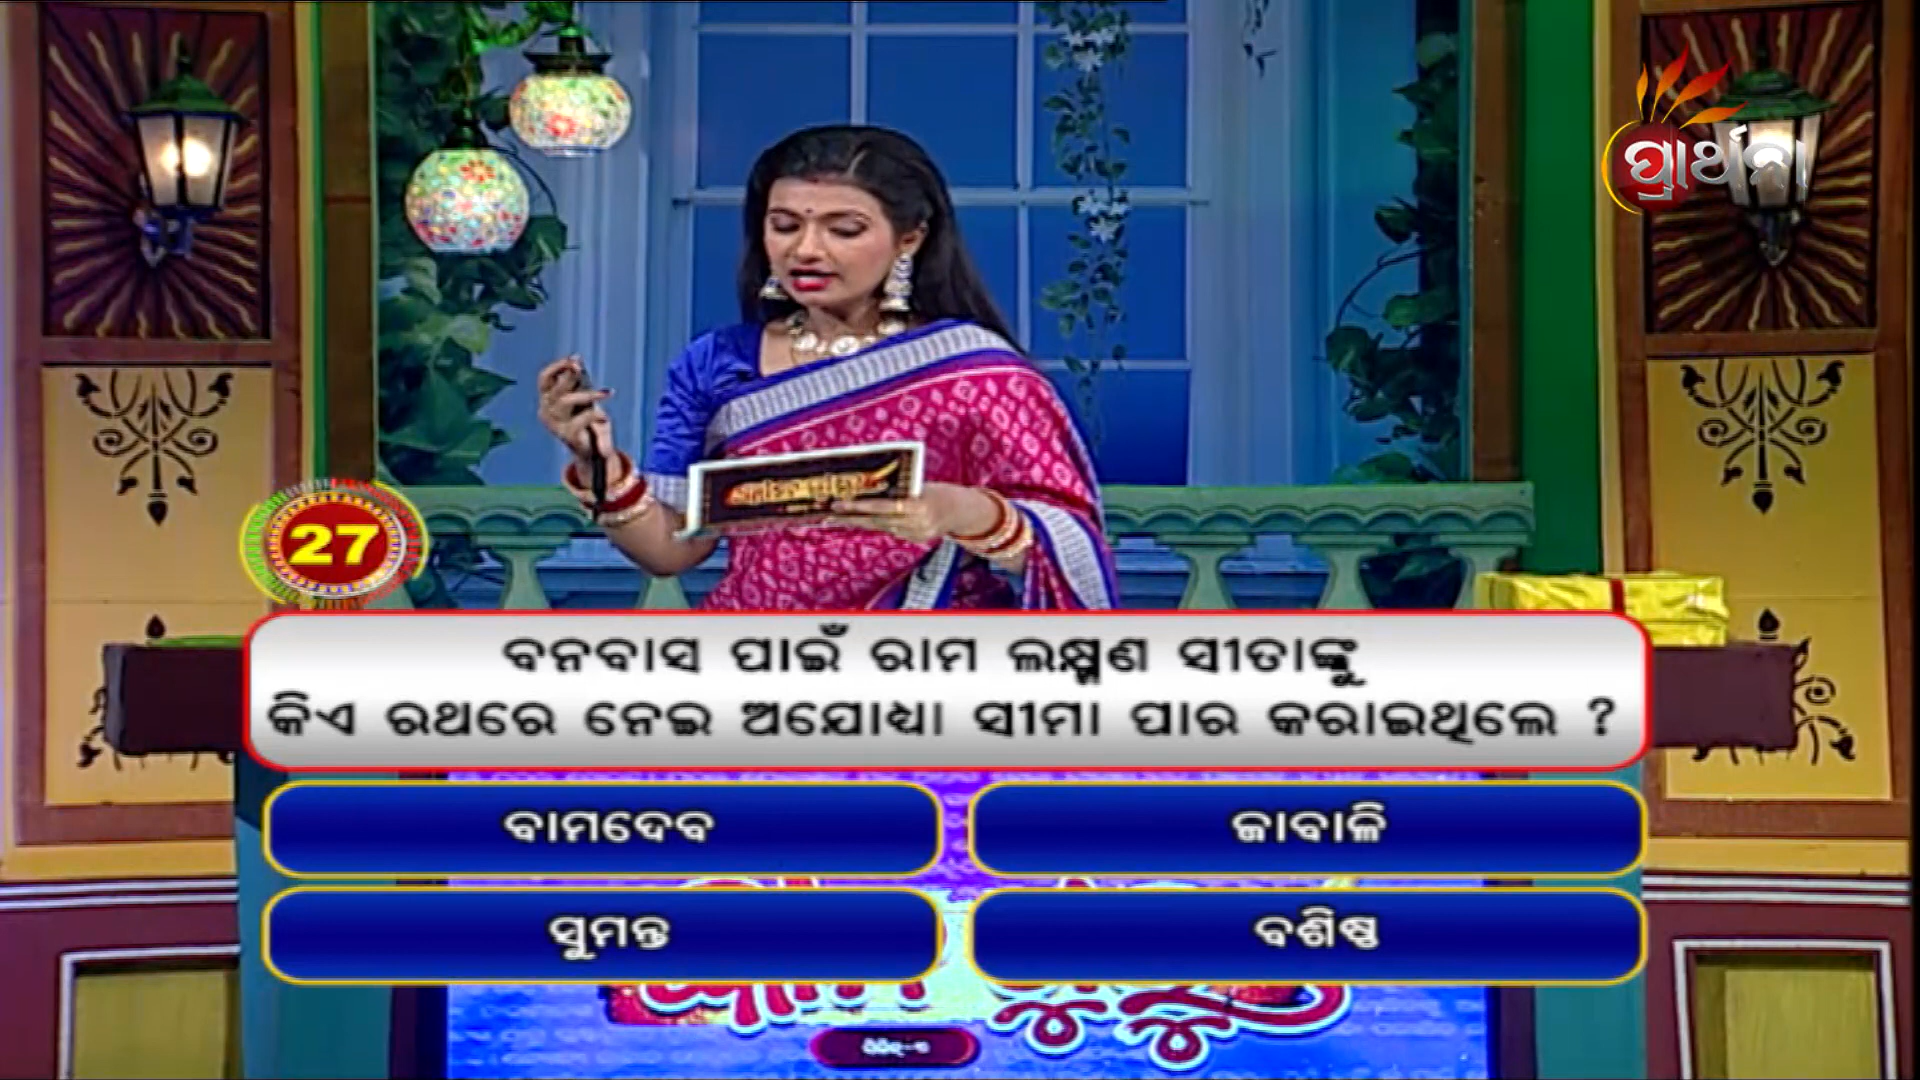 ପ୍ରାର୍ଥନା
27
ବନବାସ ପାଇଁ ରାମ ଲକ୍ଷ୍ମଣ ସୀତାଙ୍କୁ
କିଏ ରଥରେ ନେଇ ଅଯୋଧ୍ୟା ସୀମା ପାର କରାଇଥିଲେ ?
ବାମଦେବ
ଜାବାଳି
ସୁମନ୍ତ
ବଶିଷ୍ଣ